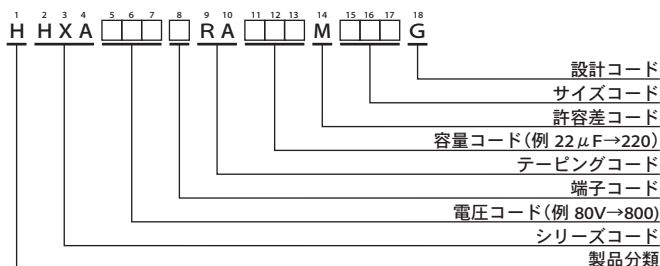 1 2 3 4 5 6 7 8 9 10 11 12 13 14 15 16 17 18
H H X A □□□ □ R A □□□ M □□□ G
設計コード
サイズコード
許容差コード
容量コード(例 22μF→220)
テーピングコード
端子コード
電圧コード(例 80V→800)
シリーズコード
製品分類